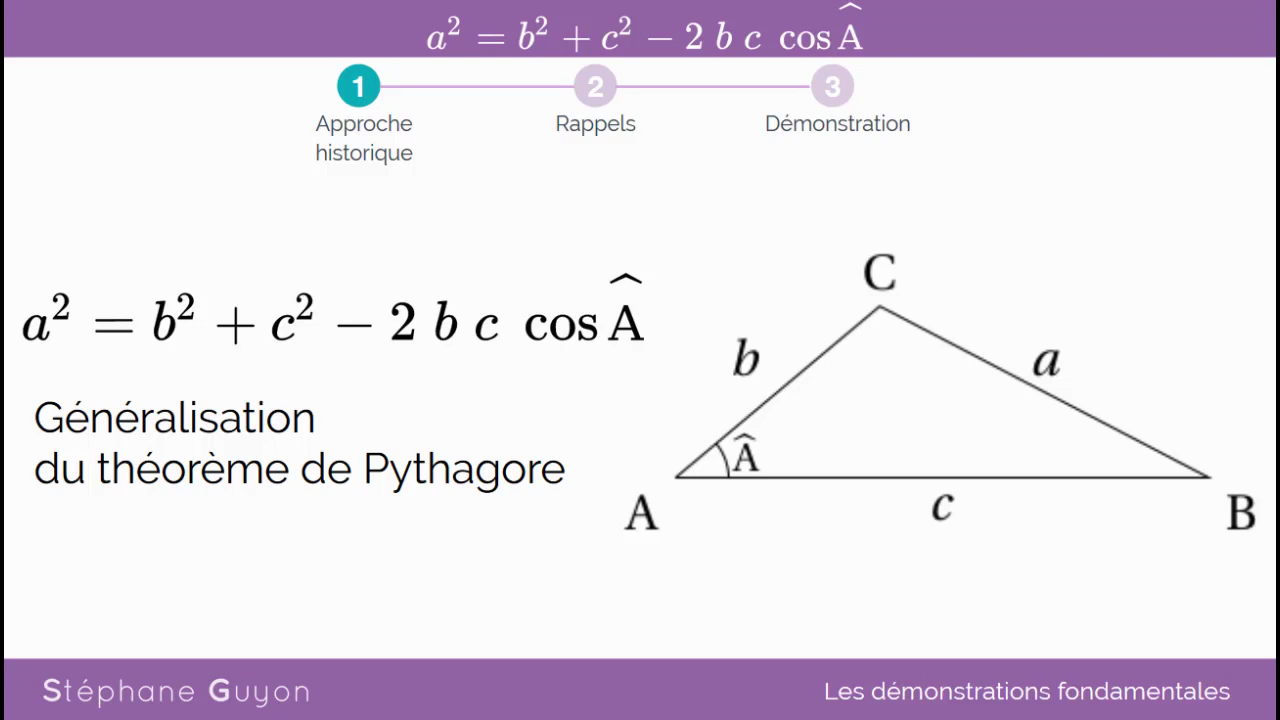 a² = b² + c² − 2 b c cos Â
1
2
3
Approche
historique
Rappels
Démonstration
a² = b² + c² − 2 b c cos Â
Généralisation
du théorème de Pythagore
C
b
a
Â
A
c
B
Stéphane Guyon
Les démonstrations fondamentales